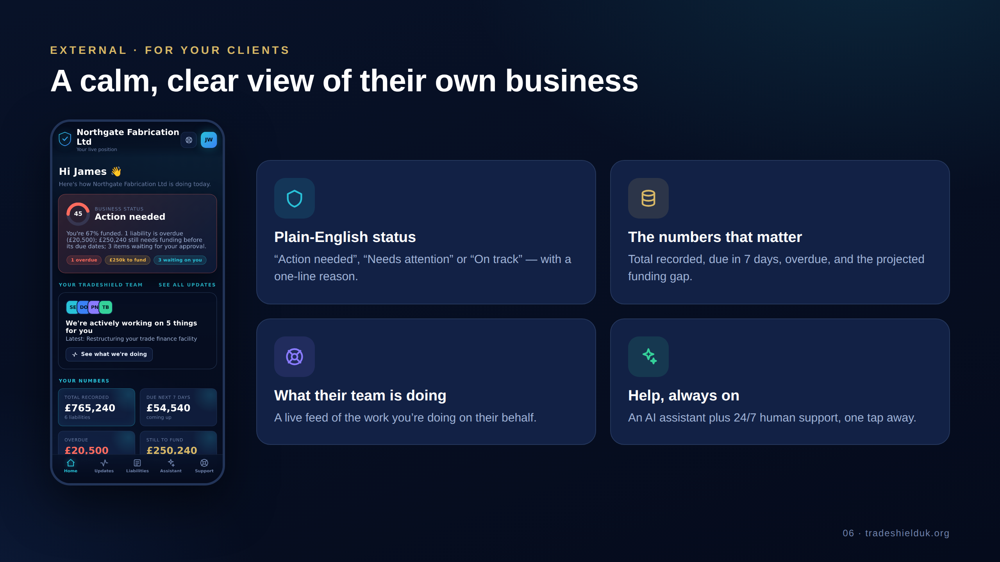 EXTERNAL · FOR YOUR CLIENTS
A calm, clear view of their own business
Northgate Fabrication
Ltd
Your live position
JW
Hi James 👋
Here's how Northgate Fabrication Ltd is doing today.
45
BUSINESS STATUS
Action needed
You're 67% funded. 1 liability is overdue
(£20,500); £250,240 still needs funding before
its due dates; 3 items waiting for your approval.
1 overdue £250k to fund 3 waiting on you
YOUR TRADESHIELD TEAM SEE ALL UPDATES
SE DO PN TB
We're actively working on 5 things
for you
Latest: Restructuring your trade finance facility
See what we're doing
YOUR NUMBERS
TOTAL RECORDED
£765,240
6 liabilities
DUE NEXT 7 DAYS
£54,540
coming up
OVERDUE
£20,500
STILL TO FUND
£250,240
Home Updates Liabilities Assistant Support
Plain-English status
“Action needed”, “Needs attention” or “On track” — with a
one-line reason.
The numbers that matter
Total recorded, due in 7 days, overdue, and the projected
funding gap.
What their team is doing
A live feed of the work you’re doing on their behalf.
Help, always on
An AI assistant plus 24/7 human support, one tap away.
06 · tradeshielduk.org